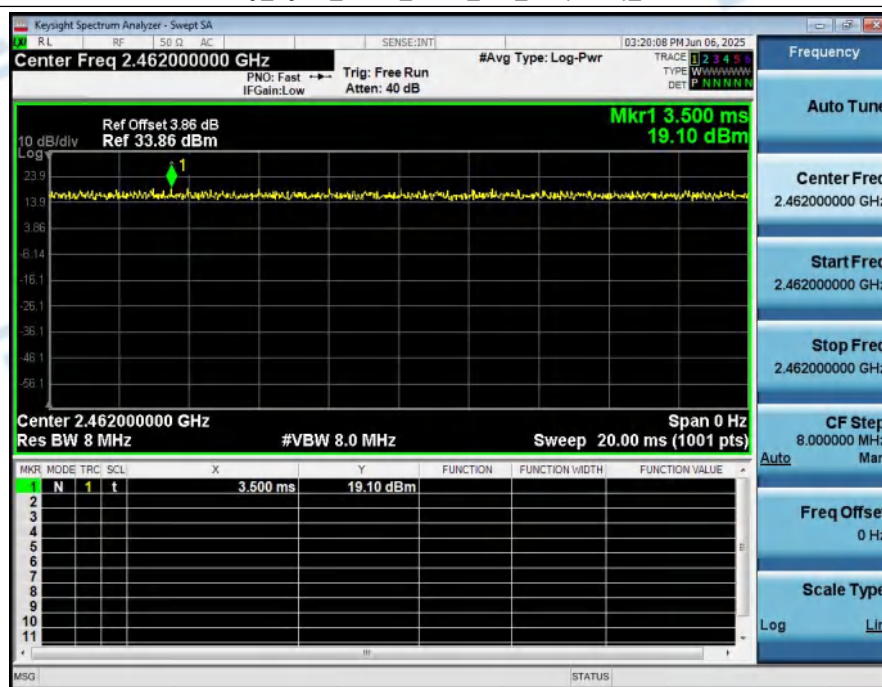 Keysight Spectrum Analyzer - Swept SA
RL RF 50 Ω AC SENSE:INT 03:20:08 PM Jun 06, 2025
Center Freq 2.462000000 GHz
PNO: Fast
IFGain:Low
Trig: Free Run
Atten: 40 dB
#Avg Type: Log-Pwr
TRACE 1 2 3 4 5 6
TYPE WWWWWWW
DET P N N N N N
Ref Offset 3.86 dB
Ref 33.86 dBm
10 dB/div
Log
Mkr1 3.500 ms
19.10 dBm
1
23.9
13.9
3.86
-6.14
-16.1
-26.1
-36.1
-46.1
-56.1
Center 2.462000000 GHz Span 0 Hz
Res BW 8 MHz #VBW 8.0 MHz Sweep 20.00 ms (1001 pts)
MKR MODE TRC SCL X Y FUNCTION FUNCTION WIDTH FUNCTION VALUE
1 N 1 t 3.500 ms 19.10 dBm
2
3
4
5
6
7
8
9
10
11
MSG STATUS
Frequency
Auto Tune
Center Freq
2.462000000 GHz
Start Freq
2.462000000 GHz
Stop Freq
2.462000000 GHz
CF Step
8.000000 MHz
Auto Man
Freq Offset
0 Hz
Scale Type
Log Lin